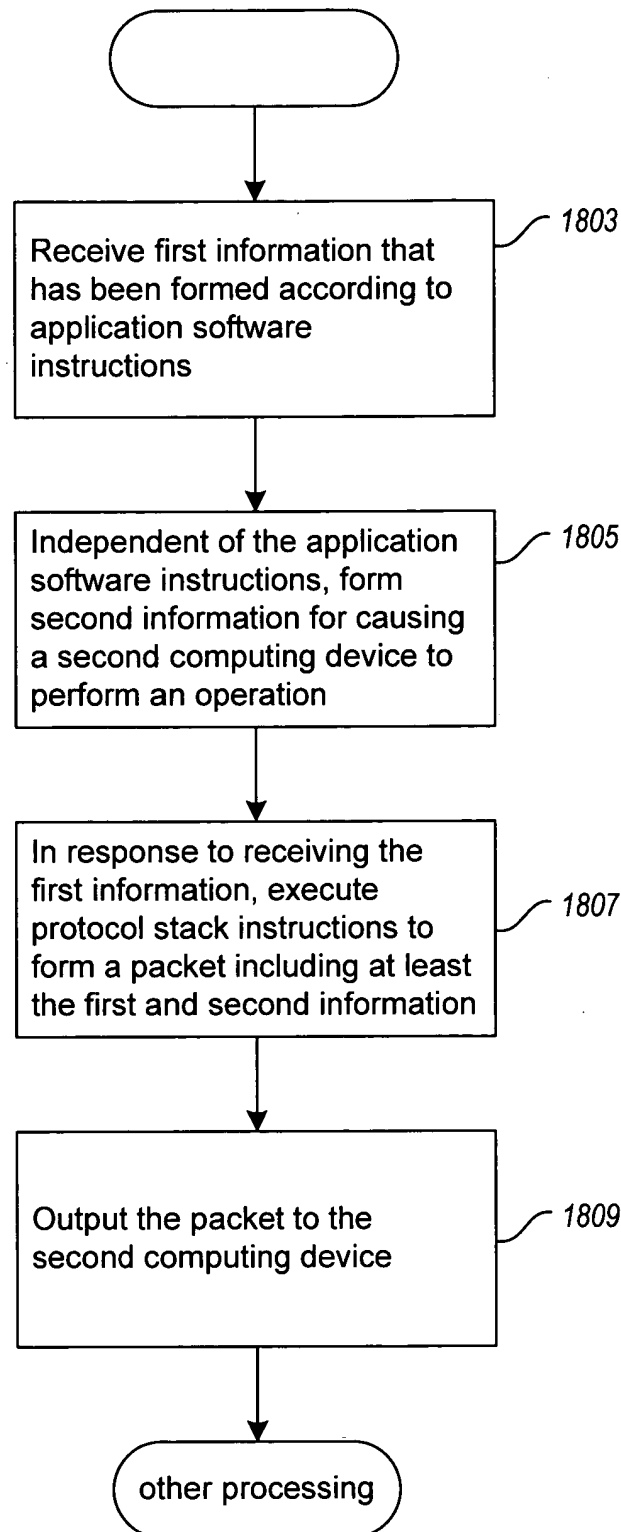 Receive first information that
has been formed according to
application software
instructions
1803
Independent of the application
software instructions, form
second information for causing
a second computing device to
perform an operation
1805
In response to receiving the
first information, execute
protocol stack instructions to
form a packet including at least
the first and second information
1807
Output the packet to the
second computing device
1809
other processing